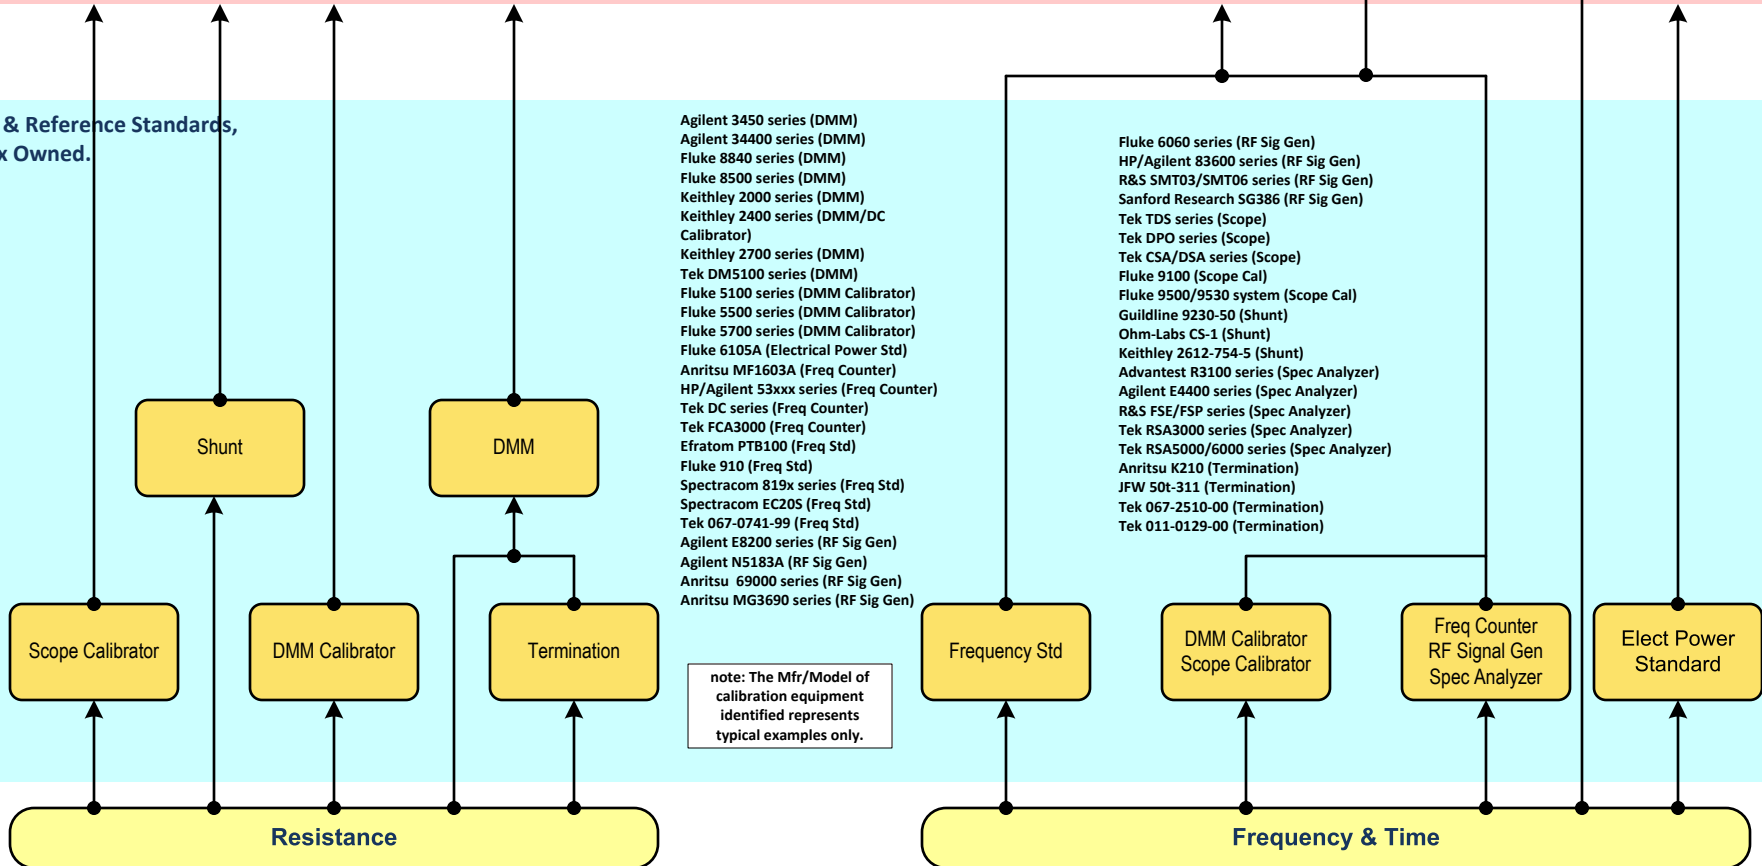 & Reference Standards,
x Owned.
Agilent 3450 series (DMM)
Agilent 34400 series (DMM)
Fluke 8840 series (DMM)
Fluke 8500 series (DMM)
Keithley 2000 series (DMM)
Keithley 2400 series (DMM/DC
Calibrator)
Keithley 2700 series (DMM)
Tek DM5100 series (DMM)
Fluke 5100 series (DMM Calibrator)
Fluke 5500 series (DMM Calibrator)
Fluke 5700 series (DMM Calibrator)
Fluke 6105A (Electrical Power Std)
Anritsu MF1603A (Freq Counter)
HP/Agilent 53xxx series (Freq Counter)
Tek DC series (Freq Counter)
Tek FCA3000 (Freq Counter)
Efratom PTB100 (Freq Std)
Fluke 910 (Freq Std)
Spectracom 819x series (Freq Std)
Spectracom EC20S (Freq Std)
Tek 067-0741-99 (Freq Std)
Agilent E8200 series (RF Sig Gen)
Agilent N5183A (RF Sig Gen)
Anritsu 69000 series (RF Sig Gen)
Anritsu MG3690 series (RF Sig Gen)
Fluke 6060 series (RF Sig Gen)
HP/Agilent 83600 series (RF Sig Gen)
R&S SMT03/SMT06 series (RF Sig Gen)
Sanford Research SG386 (RF Sig Gen)
Tek TDS series (Scope)
Tek DPO series (Scope)
Tek CSA/DSA series (Scope)
Fluke 9100 (Scope Cal)
Fluke 9500/9530 system (Scope Cal)
Guildline 9230-50 (Shunt)
Ohm-Labs CS-1 (Shunt)
Keithley 2612-754-5 (Shunt)
Advantest R3100 series (Spec Analyzer)
Agilent E4400 series (Spec Analyzer)
R&S FSE/FSP series (Spec Analyzer)
Tek RSA3000 series (Spec Analyzer)
Tek RSA5000/6000 series (Spec Analyzer)
Anritsu K210 (Termination)
JFW 50t-311 (Termination)
Tek 067-2510-00 (Termination)
Tek 011-0129-00 (Termination)
Shunt
DMM
Scope Calibrator
DMM Calibrator
Termination
note: The Mfr/Model of
calibration equipment
identified represents
typical examples only.
Frequency Std
DMM Calibrator
Scope Calibrator
Freq Counter
RF Signal Gen
Spec Analyzer
Elect Power
Standard
Resistance
Frequency & Time